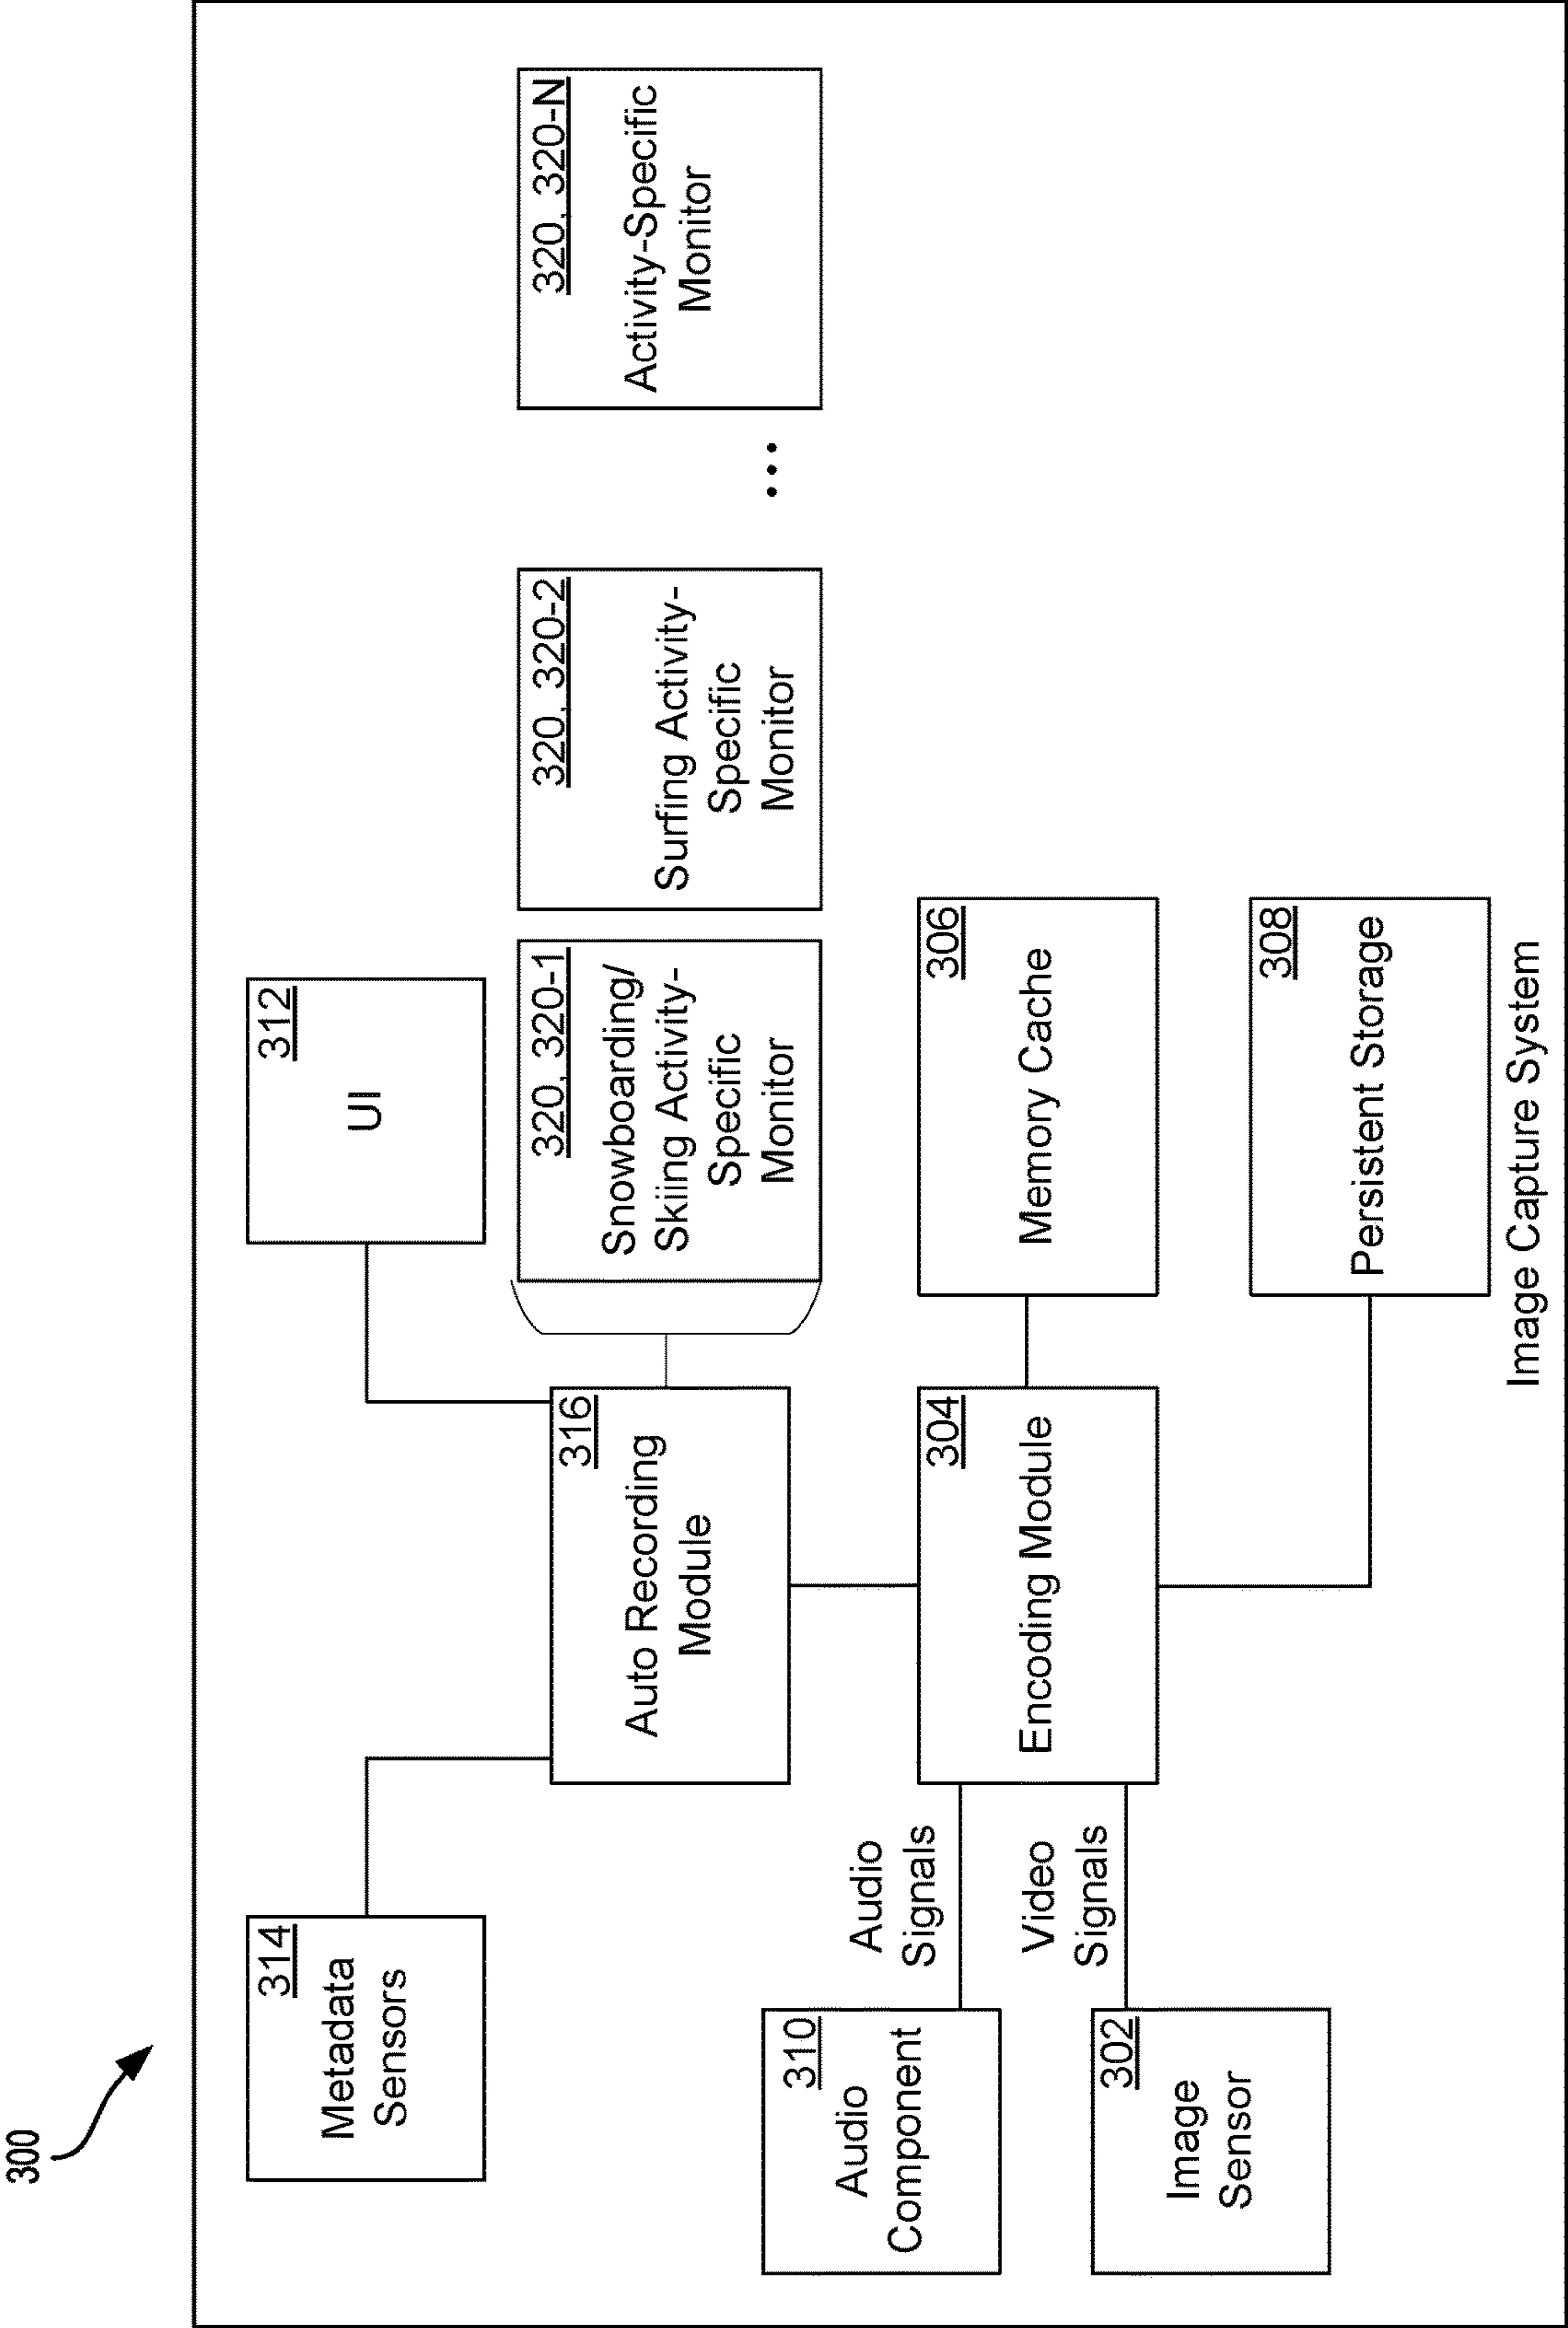 300
314
Metadata
Sensors
312
UI
316
Auto Recording
Module
320, 320-1
Snowboarding/
Skiing Activity-
Specific
Monitor
320, 320-2
Surfing Activity-
Specific
Monitor
...
320, 320-N
Activity-Specific
Monitor
310
Audio
Component
Audio
Signals
302
Image
Sensor
Video
Signals
304
Encoding Module
306
Memory Cache
308
Persistent Storage
Image Capture System